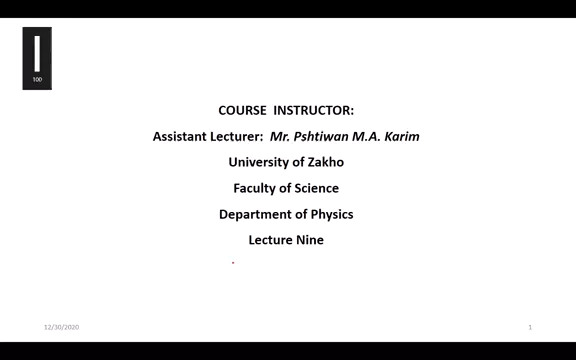 100
COURSE INSTRUCTOR:
Assistant Lecturer: Mr. Pshtiwan M.A. Karim
University of Zakho
Faculty of Science
Department of Physics
Lecture Nine
12/30/2020
1